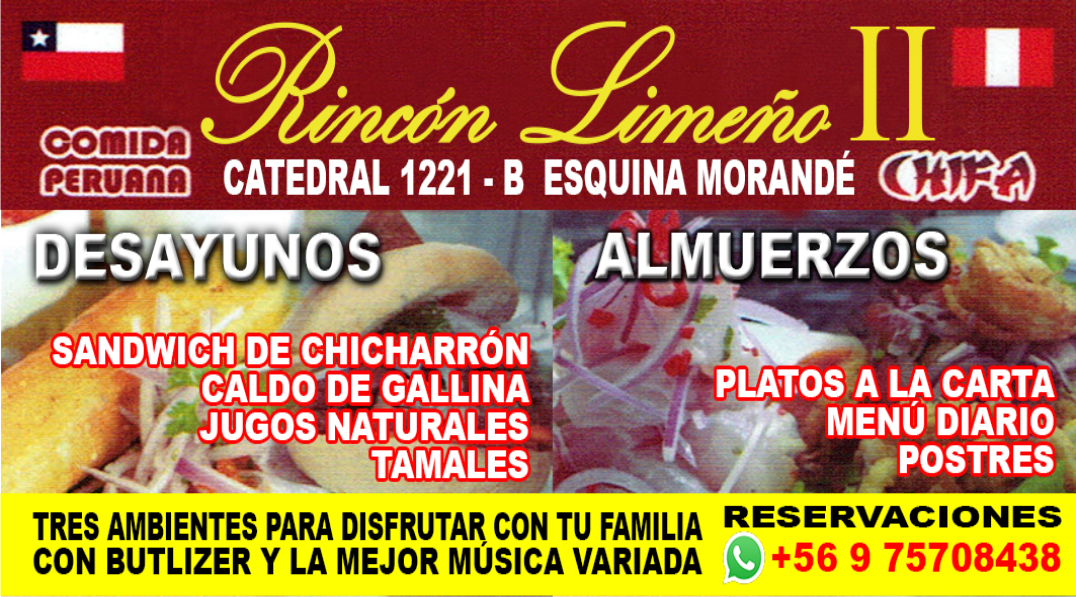 Rincón Limeño II
COMIDA
PERUANA
CATEDRAL 1221 - B ESQUINA MORANDÉ
CHIFA
DESAYUNOS
SANDWICH DE CHICHARRÓN
CALDO DE GALLINA
JUGOS NATURALES
TAMALES
ALMUERZOS
PLATOS A LA CARTA
MENÚ DIARIO
POSTRES
TRES AMBIENTES PARA DISFRUTAR CON TU FAMILIA
CON BUTLIZER Y LA MEJOR MÚSICA VARIADA
RESERVACIONES
+56 9 75708438